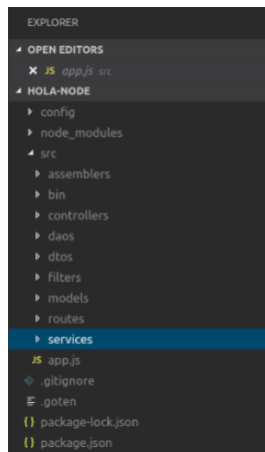 EXPLORER
OPEN EDITORS
JS app.js src
HOLA-NODE
config
node_modules
src
assemblers
bin
controllers
daos
dtos
filters
models
routes
services
JS app.js
.gitignore
.goten
{} package-lock.json
{} package.json